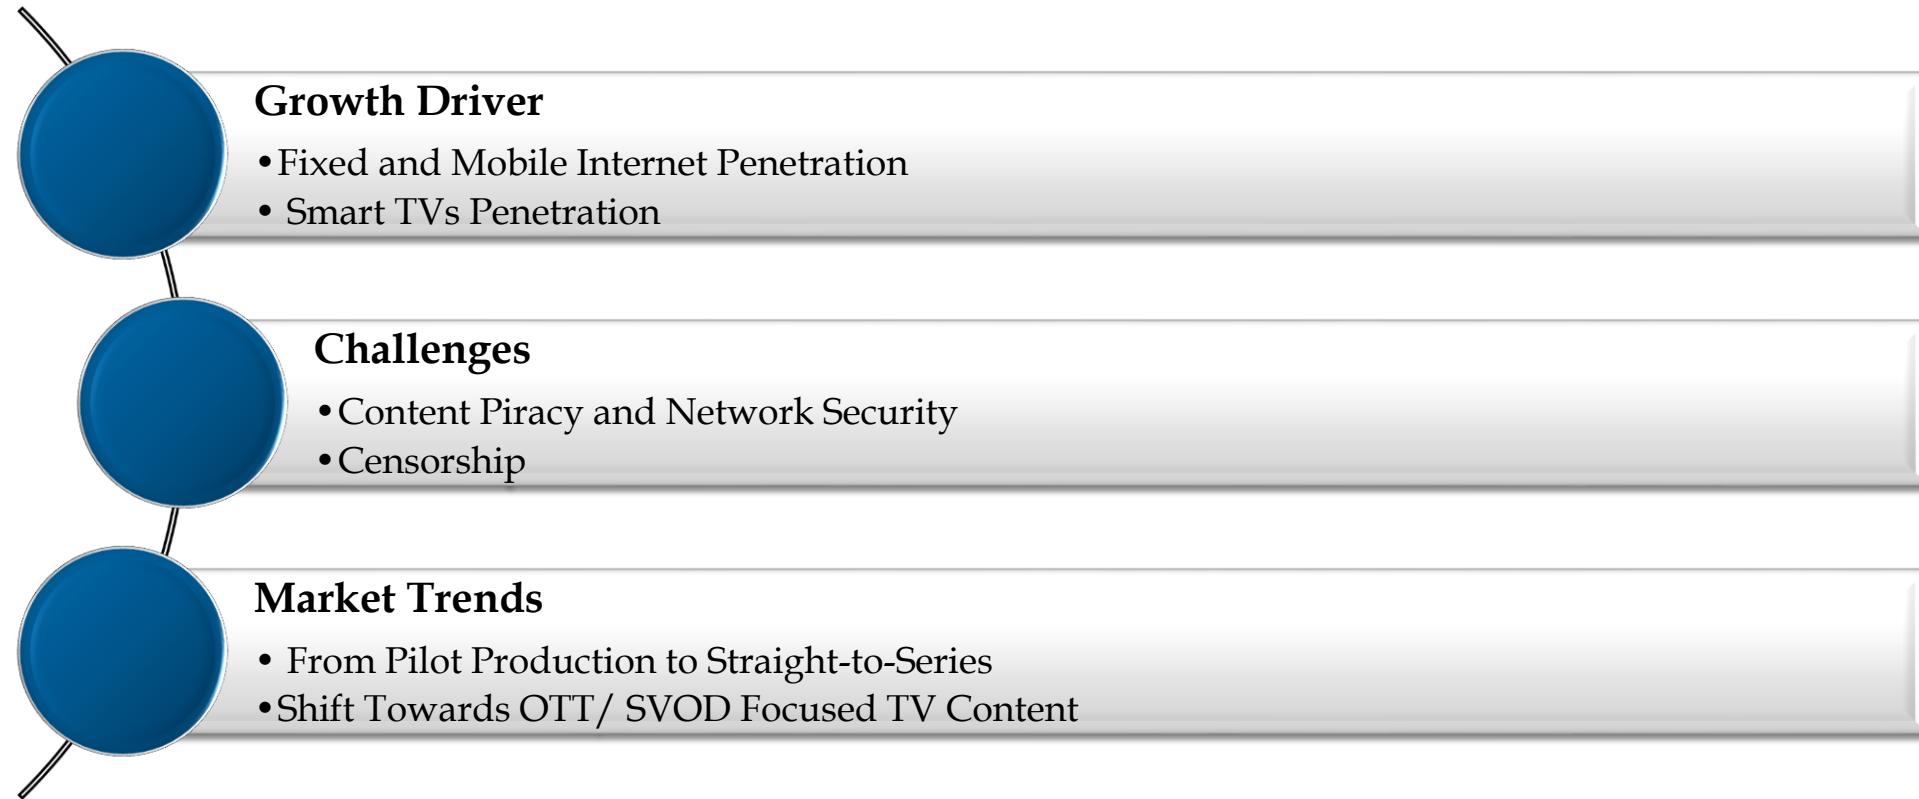 Growth Driver
•Fixed and Mobile Internet Penetration
• Smart TVs Penetration
Challenges
•Content Piracy and Network Security
•Censorship
Market Trends
• From Pilot Production to Straight-to-Series
•Shift Towards OTT/ SVOD Focused TV Content